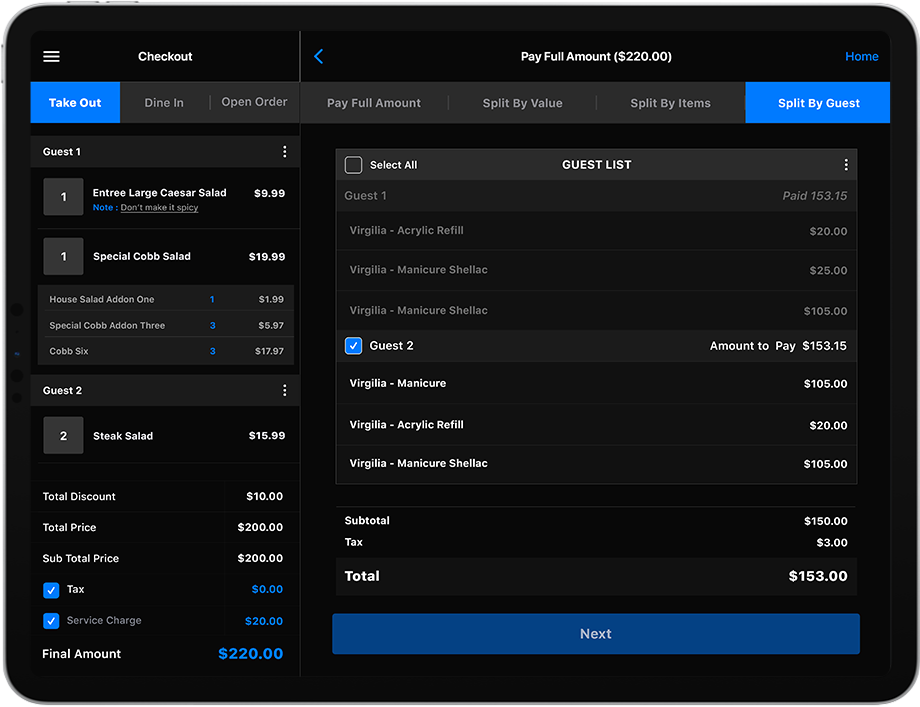 Checkout
Pay Full Amount ($220.00)
Home
Take Out
Dine In
Open Order
Pay Full Amount
Split By Value
Split By Items
Split By Guest
Guest 1
1 Entree Large Caesar Salad $9.99
Note : Don't make it spicy
1 Special Cobb Salad $19.99
House Salad Addon One 1 $1.99
Special Cobb Addon Three 3 $5.97
Cobb Six 3 $17.97
Guest 2
2 Steak Salad $15.99
Total Discount $10.00
Total Price $200.00
Sub Total Price $200.00
Tax $0.00
Service Charge $20.00
Final Amount $220.00
Select All GUEST LIST
Guest 1 Paid 153.15
Virgilia - Acrylic Refill $20.00
Virgilia - Manicure Shellac $25.00
Virgilia - Manicure Shellac $105.00
Guest 2 Amount to Pay $153.15
Virgilia - Manicure $105.00
Virgilia - Acrylic Refill $20.00
Virgilia - Manicure Shellac $105.00
Subtotal $150.00
Tax $3.00
Total $153.00
Next